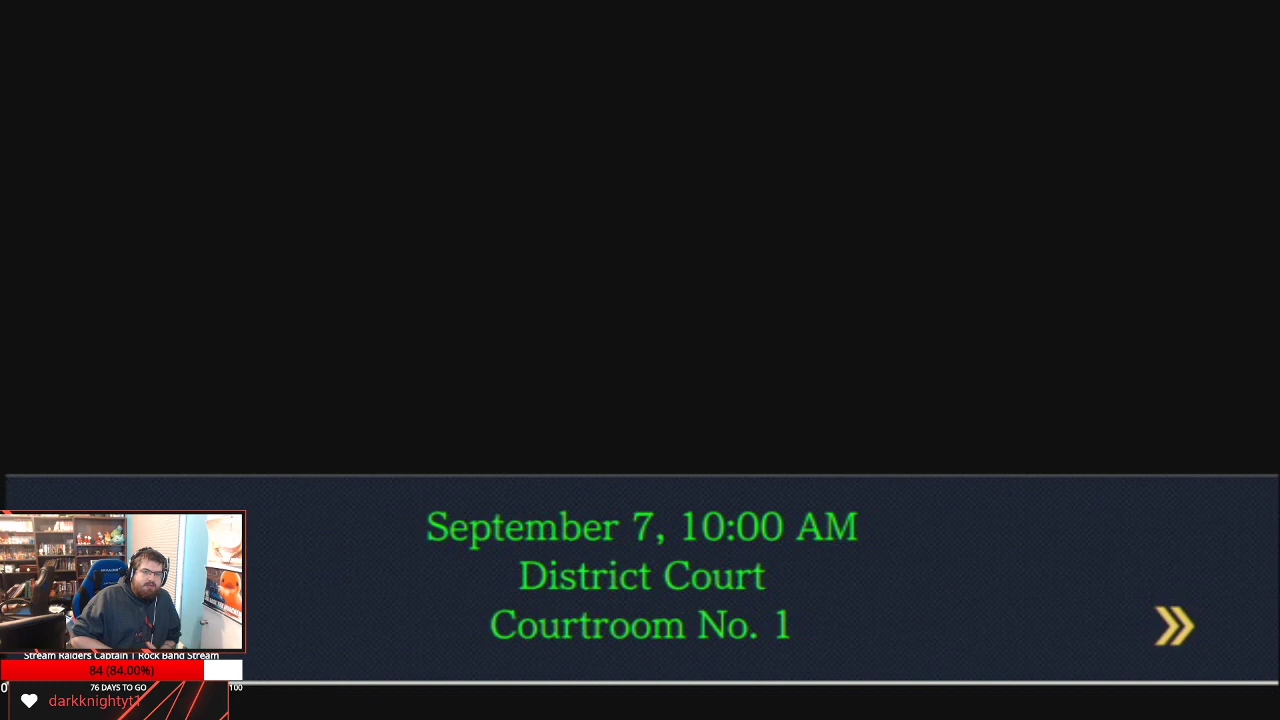 September 7, 10:00 AM
District Court
Courtroom No. 1
Stream Raiders Captain | Rock Band Stream
84 (84.00%)
0
76 DAYS TO GO
100
darkknightyt1